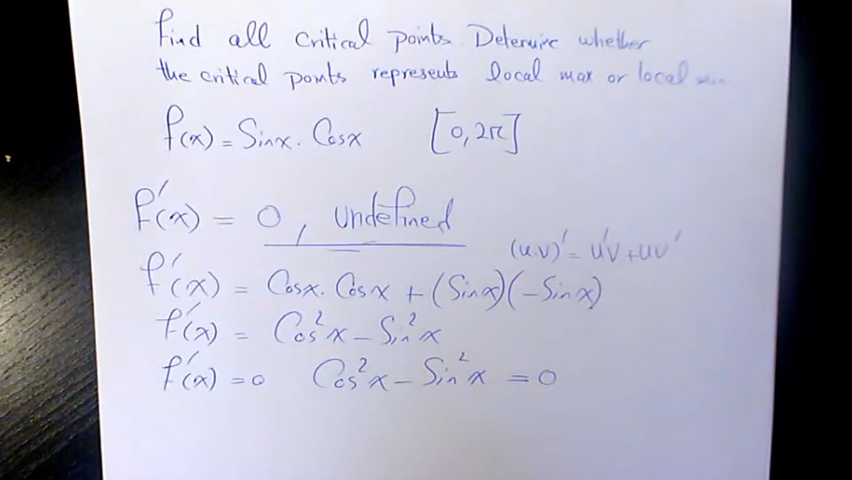 Find all critical points. Determine whether
the critical points represents local max or local min
f(x) = Sinx . Cosx [0, 2π]
f'(x) = 0 , undefined
(u.v)' = u'v + uv'
f'(x) = Cosx . Cosx + (Sinx)(-Sinx)
f'(x) = Cos²x - Sin²x
f'(x) = 0 Cos²x - Sin²x = 0